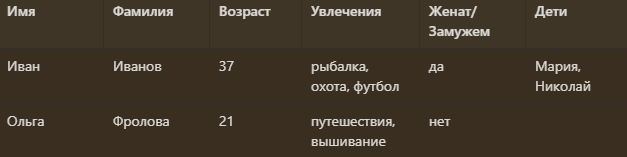 Имя Фамилия Возраст Увлечения Женат/ Дети
Замужем
Иван Иванов 37 рыбалка, да Мария,
охота, футбол Николай
Ольга Фролова 21 путешествия, нет
вышивание